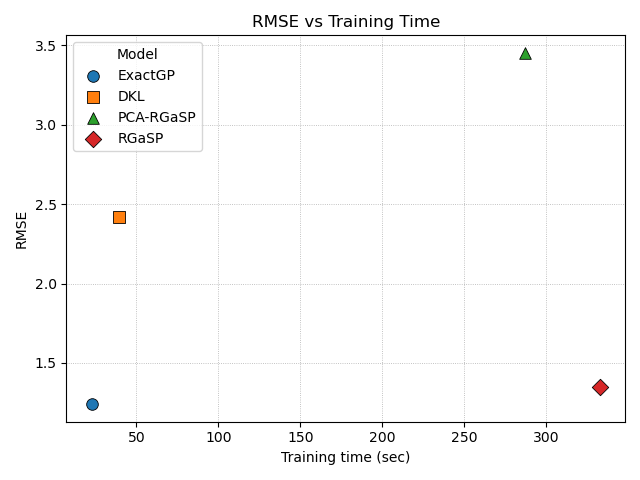 RMSE vs Training Time
Model
ExactGP
DKL
PCA-RGaSP
RGaSP
RMSE
3.5
3.0
2.5
2.0
1.5
50 100 150 200 250 300
Training time (sec)